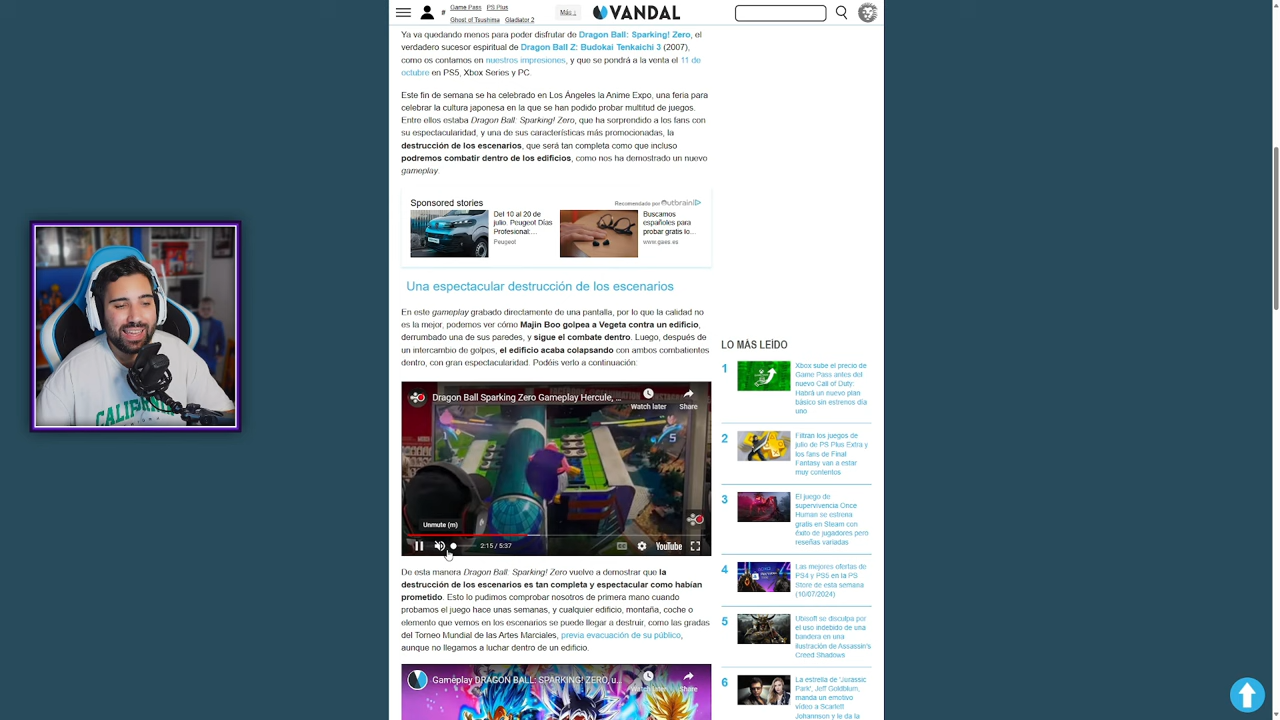 Game Pass PS Plus
#
Ghost of Tsushima Gladiator 2
Más ↓
VANDAL
Ya va quedando menos para poder disfrutar de Dragon Ball: Sparking! Zero, el
verdadero sucesor espiritual de Dragon Ball Z: Budokai Tenkaichi 3 (2007),
como os contamos en nuestros impresiones, y que se pondrá a la venta el 11 de
octubre en PS5, Xbox Series y PC.
Este fin de semana se ha celebrado en Los Ángeles la Anime Expo, una feria para
celebrar la cultura japonesa en la que se han podido probar multitud de juegos.
Entre ellos estaba Dragon Ball: Sparking! Zero, que ha sorprendido a los fans con
su espectacularidad, y una de sus características más promocionadas, la
destrucción de los escenarios, que será tan completa como que incluso
podremos combatir dentro de los edificios, como nos ha demostrado un nuevo
gameplay.
Sponsored stories
Recomendado por Outbrain
Del 10 al 20 de
julio. Peugeot Días
Profesional:...
Peugeot
Buscamos
españoles para
probar gratis lo...
www.gaes.es
Una espectacular destrucción de los escenarios
En este gameplay grabado directamente de una pantalla, por lo que la calidad no
es la mejor, podemos ver cómo Majin Boo golpea a Vegeta contra un edificio,
derrumbado una de sus paredes, y sigue el combate dentro. Luego, después de
un intercambio de golpes, el edificio acaba colapsando con ambos combatientes
dentro, con gran espectacularidad. Podéis verlo a continuación:
Dragon Ball Sparking Zero Gameplay Hercule, ...
Watch later
Share
Unmute (m)
2:15 / 5:37
CC
YouTube
De esta manera Dragon Ball: Sparking! Zero vuelve a demostrar que la
destrucción de los escenarios es tan completa y espectacular como habían
prometido. Esto lo pudimos comprobar nosotros de primera mano cuando
probamos el juego hace unas semanas, y cualquier edificio, montaña, coche o
elemento que vemos en los escenarios se puede llegar a destruir, como las gradas
del Torneo Mundial de las Artes Marciales, previa evacuación de su público,
aunque no llegamos a luchar dentro de un edificio.
Gameplay DRAGON BALL: SPARKING! ZERO, u...
Watch later
Share
LO MÁS LEÍDO
1
Xbox sube el precio de
Game Pass antes del
nuevo Call of Duty:
Habrá un nuevo plan
básico sin estrenos día
uno
2
Filtran los juegos de
julio de PS Plus Extra y
los fans de Final
Fantasy van a estar
muy contentos
3
El juego de
supervivencia Once
Human se estrena
gratis en Steam con
éxito de jugadores pero
reseñas variadas
4
Las mejores ofertas de
PS4 y PS5 en la PS
Store de esta semana
(10/07/2024)
5
Ubisoft se disculpa por
el uso indebido de una
bandera en una
ilustración de Assassin's
Creed Shadows
6
La estrella de 'Jurassic
Park', Jeff Goldblum,
manda un emotivo
vídeo a Scarlett
Johansson y le da la